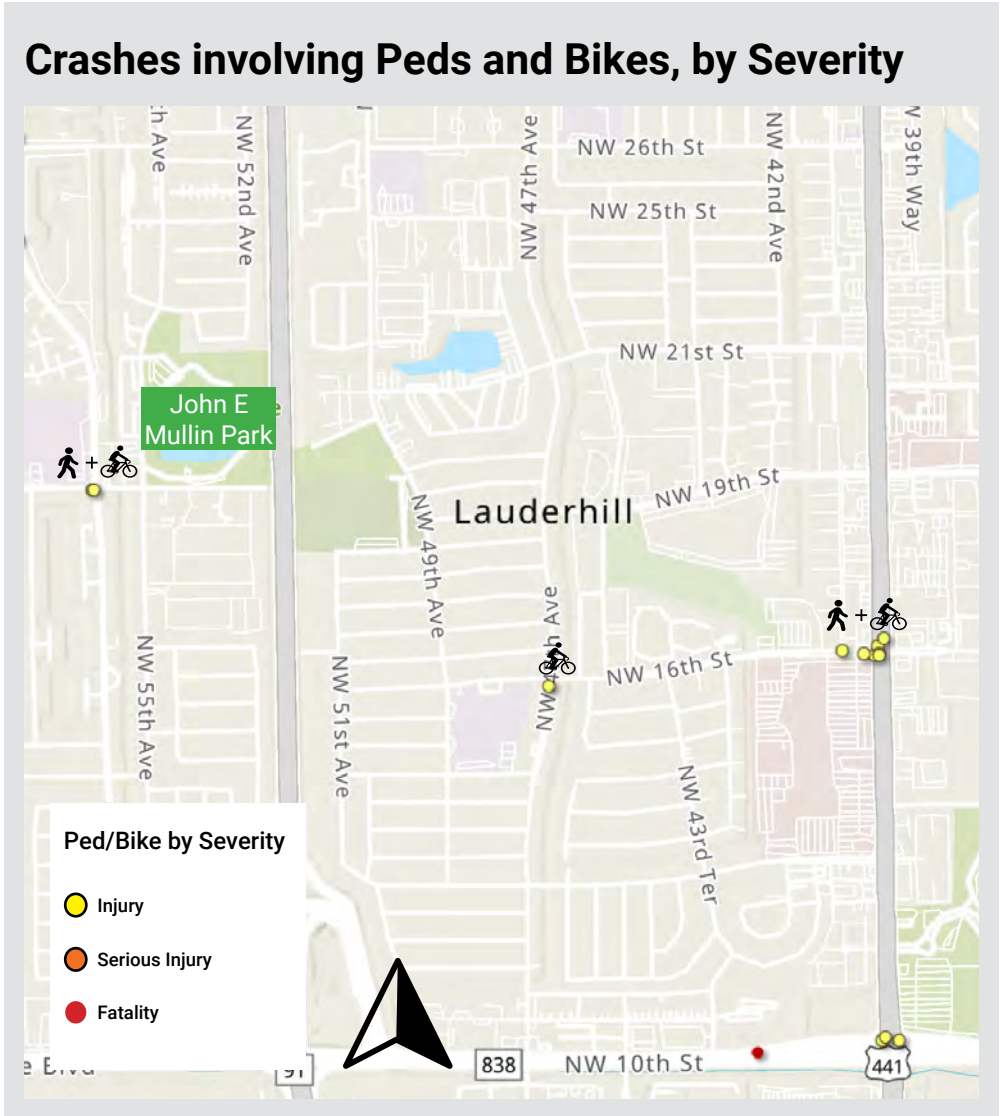 Crashes involving Peds and Bikes, by Severity
h Ave
NW 52nd Ave
NW 47th Ave
NW 26th St
NW 42nd Ave
W 39th Way
NW 25th St
NW 21st St
John E
Mullin Park
e
+
NW 19th St
Lauderhill
NW 49th Ave
+
NW
h Ave
NW 16th St
NW 55th Ave
NW 51st Ave
NW 43rd Ter
Ped/Bike by Severity
Injury
Serious Injury
Fatality
e Blvd
91
838
NW 10th St
441